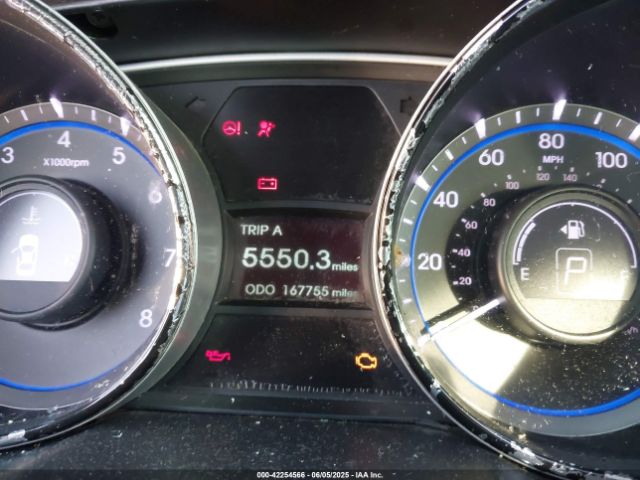 3 4 5 6 7 8
X1000rpm
TRIP A
5550.3 miles
ODO 167755 miles
20 40 60 80 100
MPH
20 40 60 80 100 120 140
E F
P
E
000-42254566 - 06/05/2025 - IAA Inc.